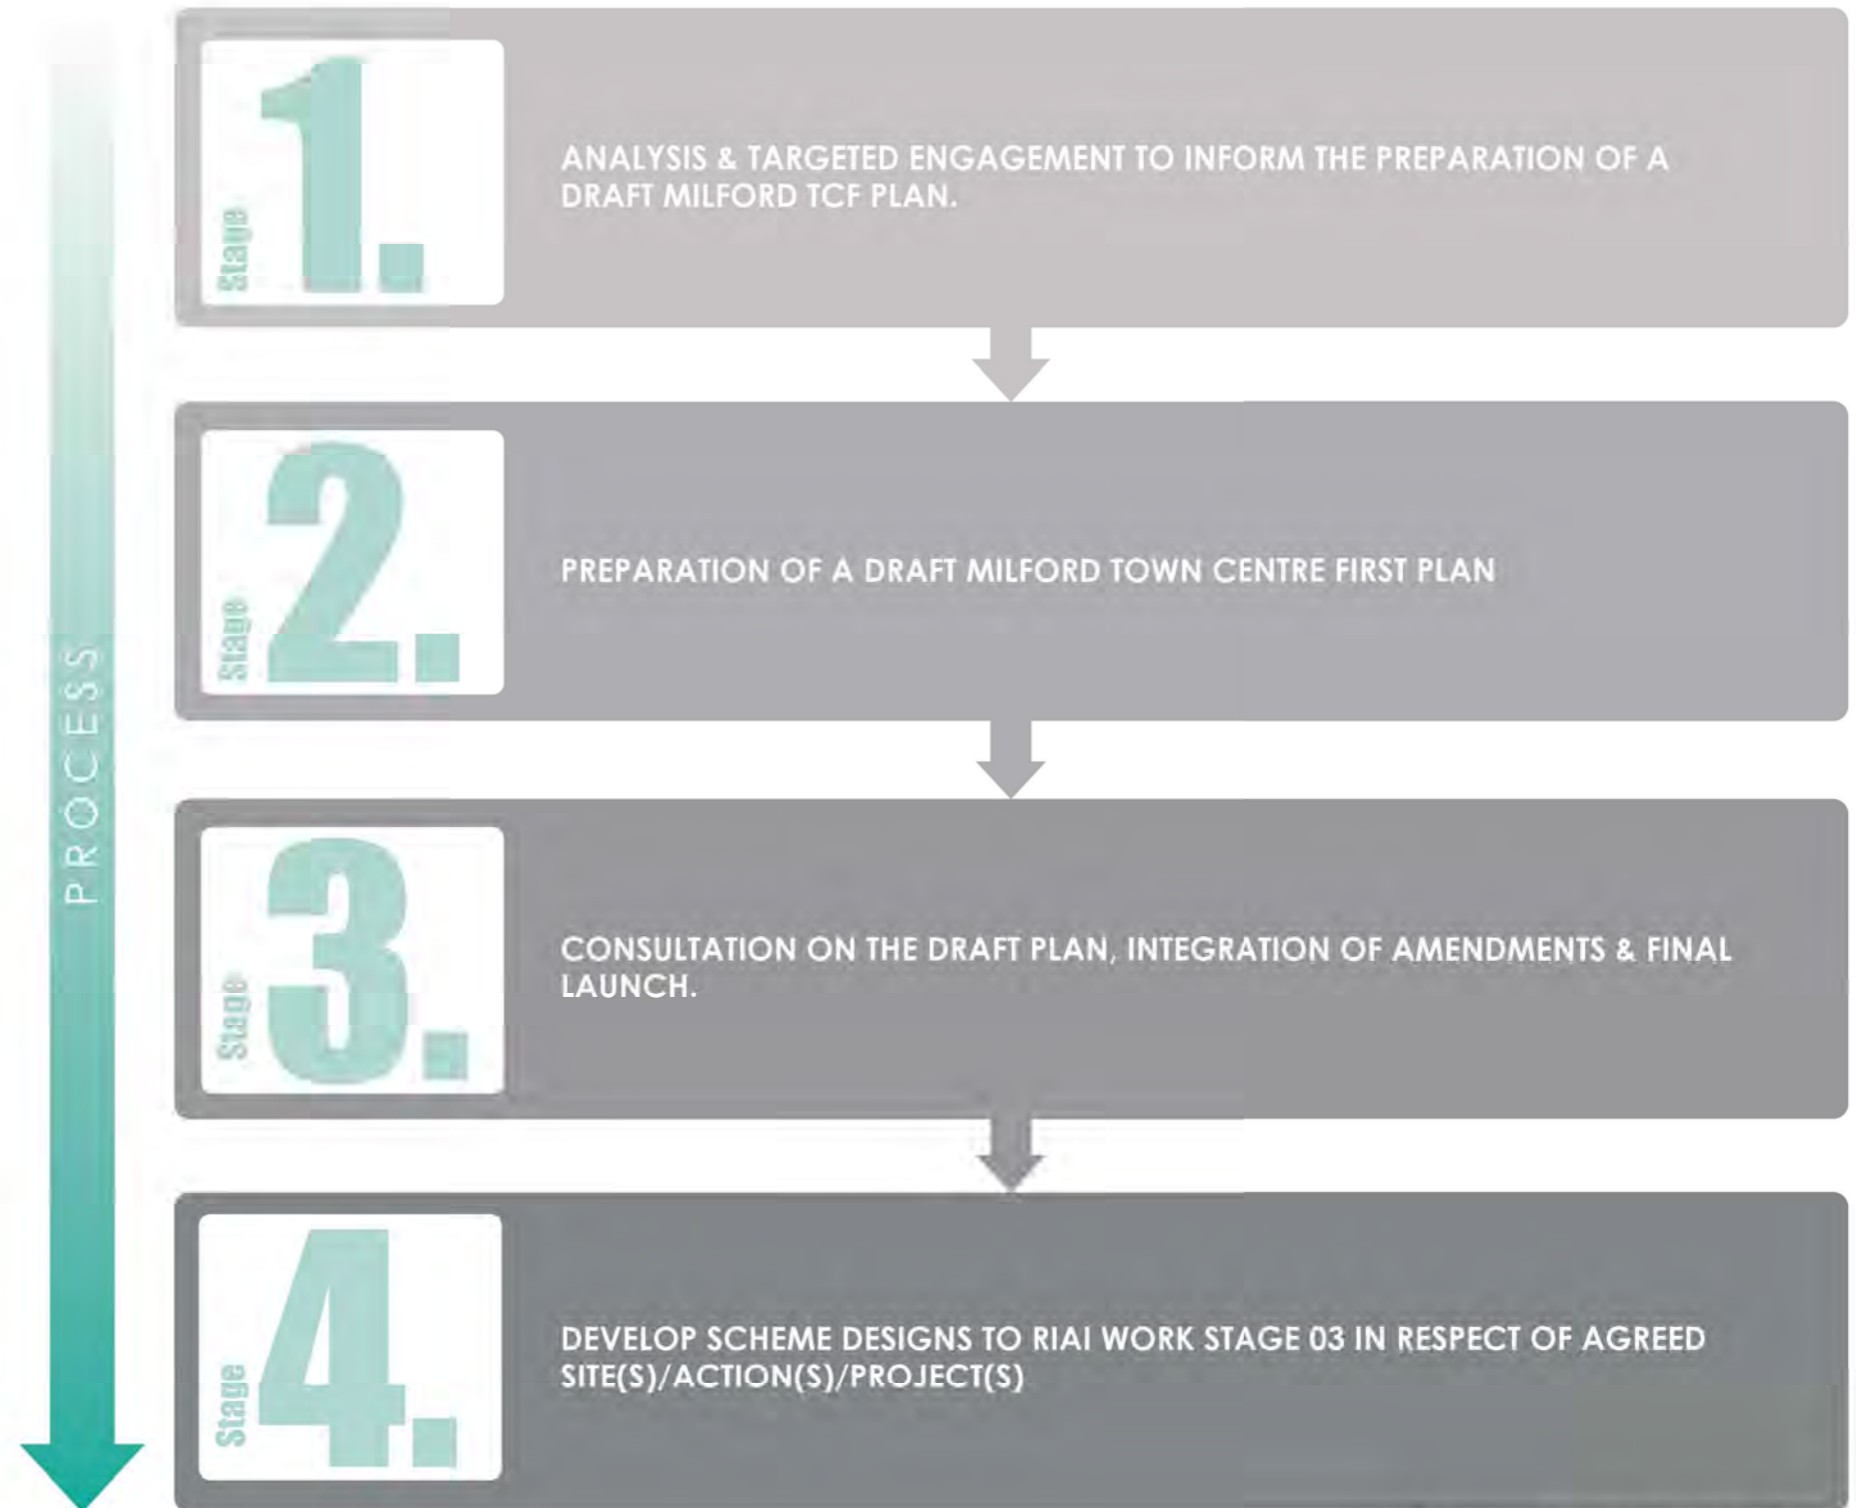 PROCESS
Stage
1.
ANALYSIS & TARGETED ENGAGEMENT TO INFORM THE PREPARATION OF A
DRAFT MILFORD TCF PLAN.
Stage
2.
PREPARATION OF A DRAFT MILFORD TOWN CENTRE FIRST PLAN
Stage
3.
CONSULTATION ON THE DRAFT PLAN, INTEGRATION OF AMENDMENTS & FINAL
LAUNCH.
Stage
4.
DEVELOP SCHEME DESIGNS TO RIAI WORK STAGE 03 IN RESPECT OF AGREED
SITE(S)/ACTION(S)/PROJECT(S)